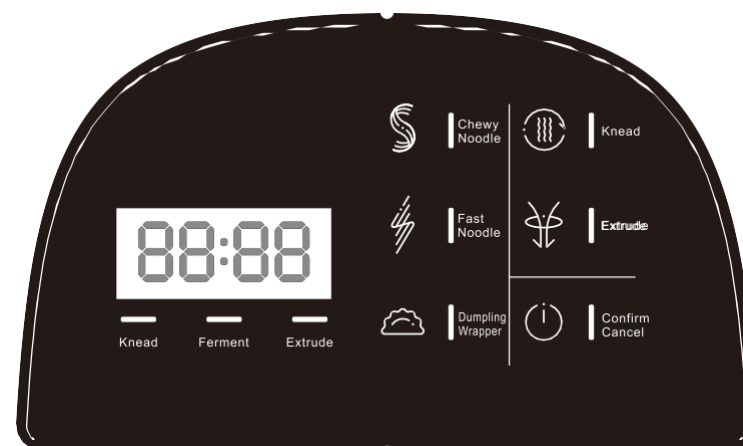 Chewy
Noodle
Knead
Fast
Noodle
Extrude
88:88
Dumpling
Wrapper
Confirm
Cancel
Knead Ferment Extrude